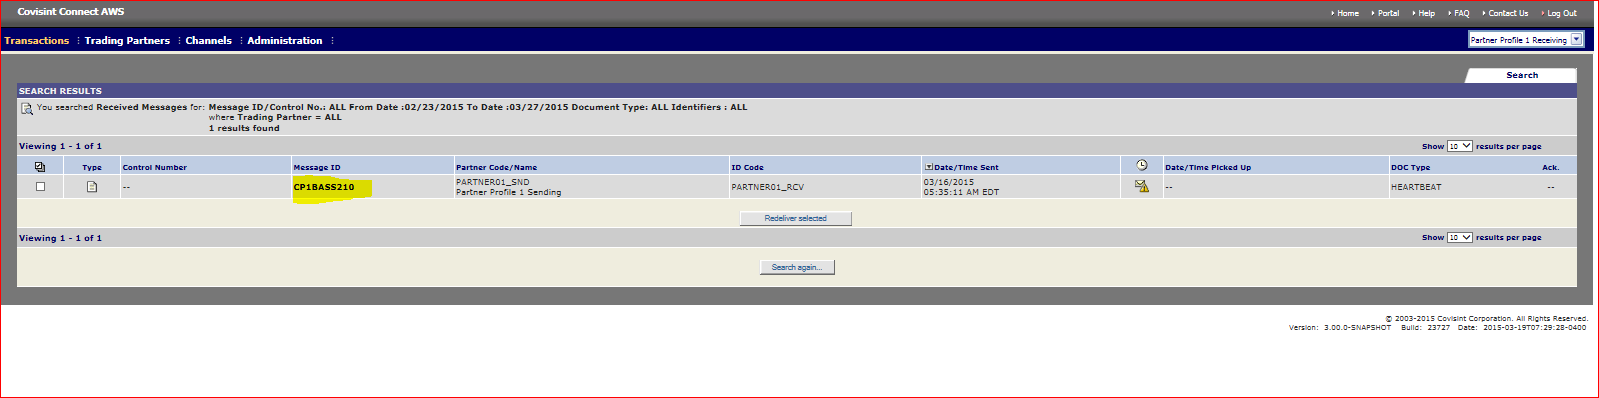 Covisint Connect AWS
Home Portal Help FAQ Contact Us Log Out
Transactions Trading Partners Channels Administration
Partner Profile 1 Receiving
Search
SEARCH RESULTS
You searched Received Messages for: Message ID/Control No.: ALL From Date :02/23/2015 To Date :03/27/2015 Document Type: ALL Identifiers : ALL
where Trading Partner = ALL
1 results found
Viewing 1 - 1 of 1
Show 10 results per page
Type Control Number Message ID Partner Code/Name ID Code Date/Time Sent Date/Time Picked Up DOC Type Ack.
-- CP1BASS210 PARTNER01_SND PARTNER01_RCV 03/16/2015 -- HEARTBEAT --
Partner Profile 1 Sending 05:35:11 AM EDT
Redeliver selected
Viewing 1 - 1 of 1
Show 10 results per page
Search again...
© 2003-2015 Covisint Corporation. All Rights Reserved.
Version: 3.00.0-SNAPSHOT Build: 23727 Date: 2015-03-19T07:29:28-0400